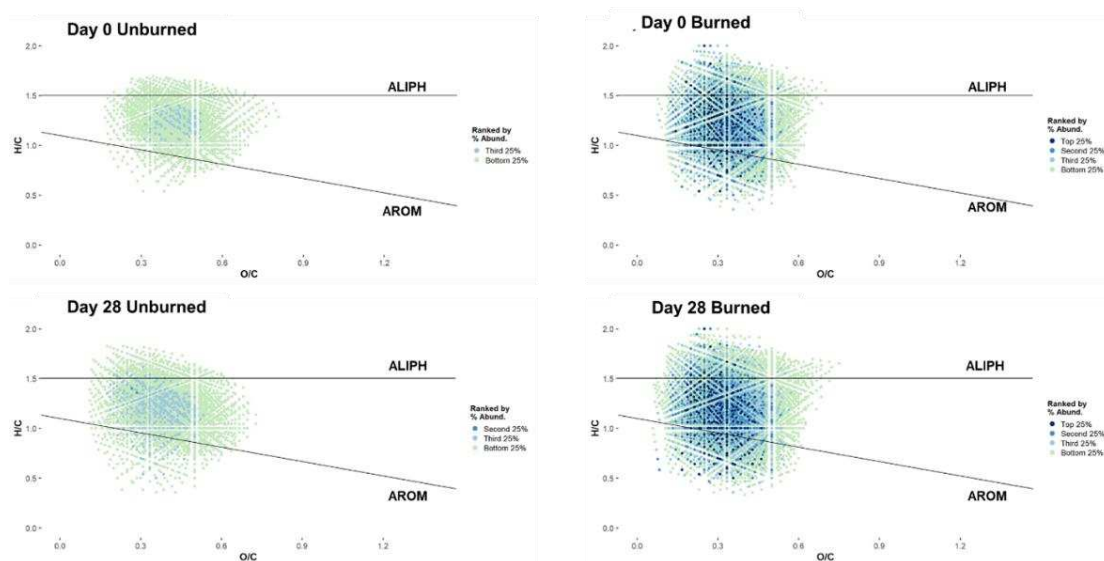 Day 0 Unburned
2.0
1.5
1.0
0.5
0.0
H/C
ALIPH
AROM
Ranked by
% Abund.
Third 25%
Bottom 25%
0.0 0.3 0.6 0.9 1.2
O/C
Day 0 Burned
2.0
1.5
1.0
0.5
0.0
H/C
ALIPH
AROM
Ranked by
% Abund.
Top 25%
Second 25%
Third 25%
Bottom 25%
0.0 0.3 0.6 0.9 1.2
O/C
Day 28 Unburned
2.0
1.5
1.0
0.5
0.0
H/C
ALIPH
AROM
Ranked by
% Abund.
Second 25%
Third 25%
Bottom 25%
0.0 0.3 0.6 0.9 1.2
O/C
Day 28 Burned
2.0
1.5
1.0
0.5
0.0
H/C
ALIPH
AROM
Ranked by
% Abund.
Top 25%
Second 25%
Third 25%
Bottom 25%
0.0 0.3 0.6 0.9 1.2
O/C